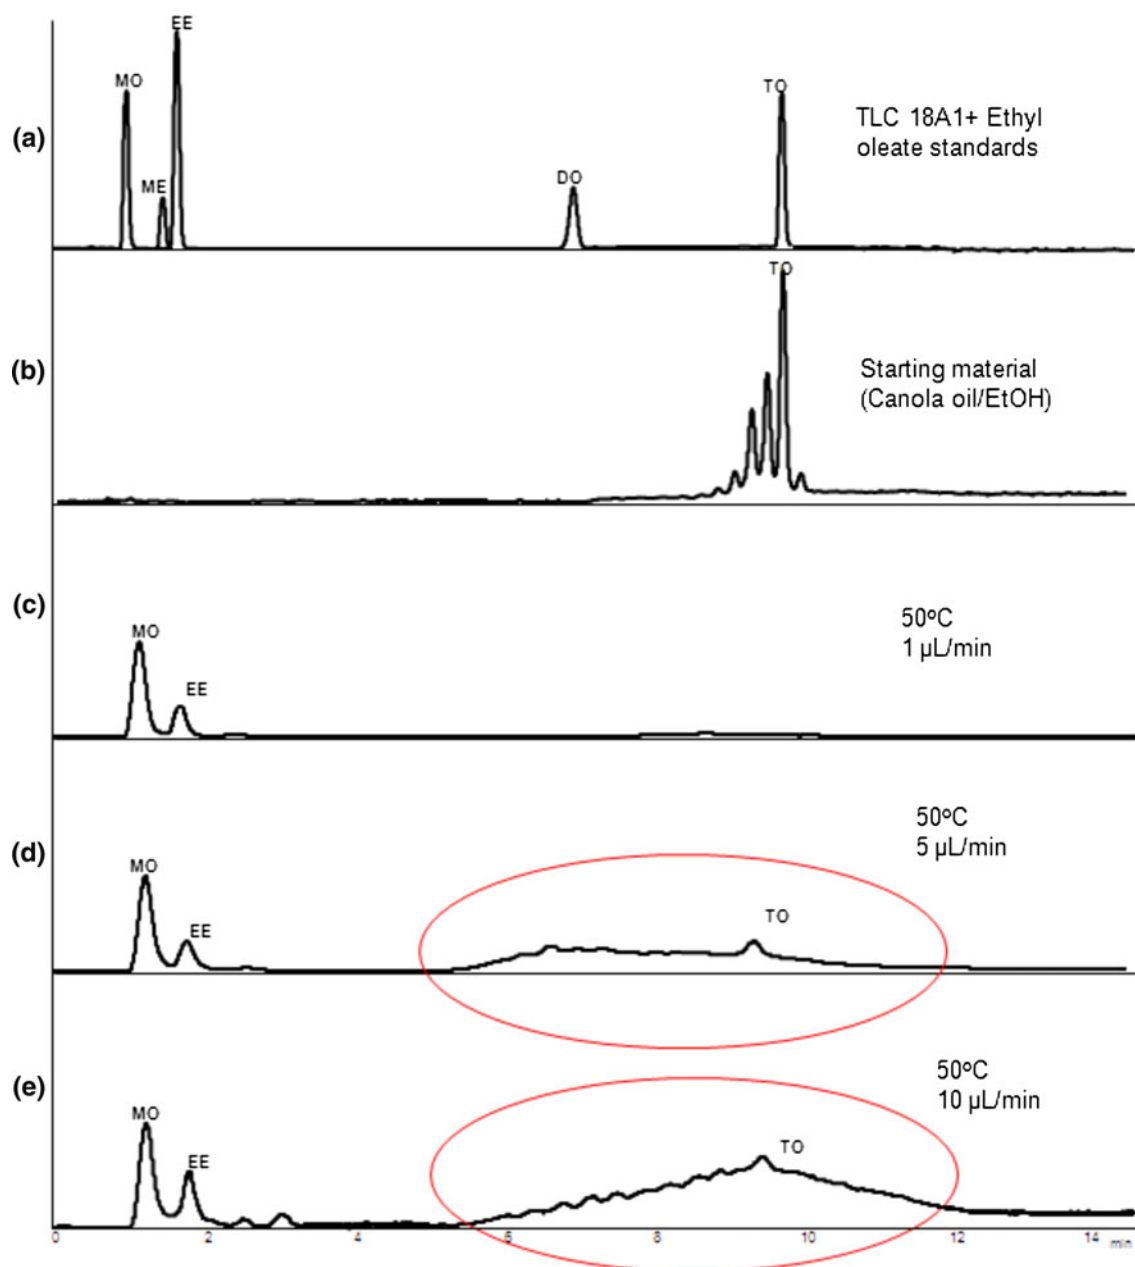 EE
MO
TO
(a)
TLC 18A1+ Ethyl
oleate standards
ME
DO
TO
(b)
Starting material
(Canola oil/EtOH)
(c)
50ºC
1 µL/min
MO
EE
50ºC
5 µL/min
(d)
MO
EE
TO
50ºC
10 µL/min
(e)
MO
EE
TO
0 2 4 6 8 10 12 14 min